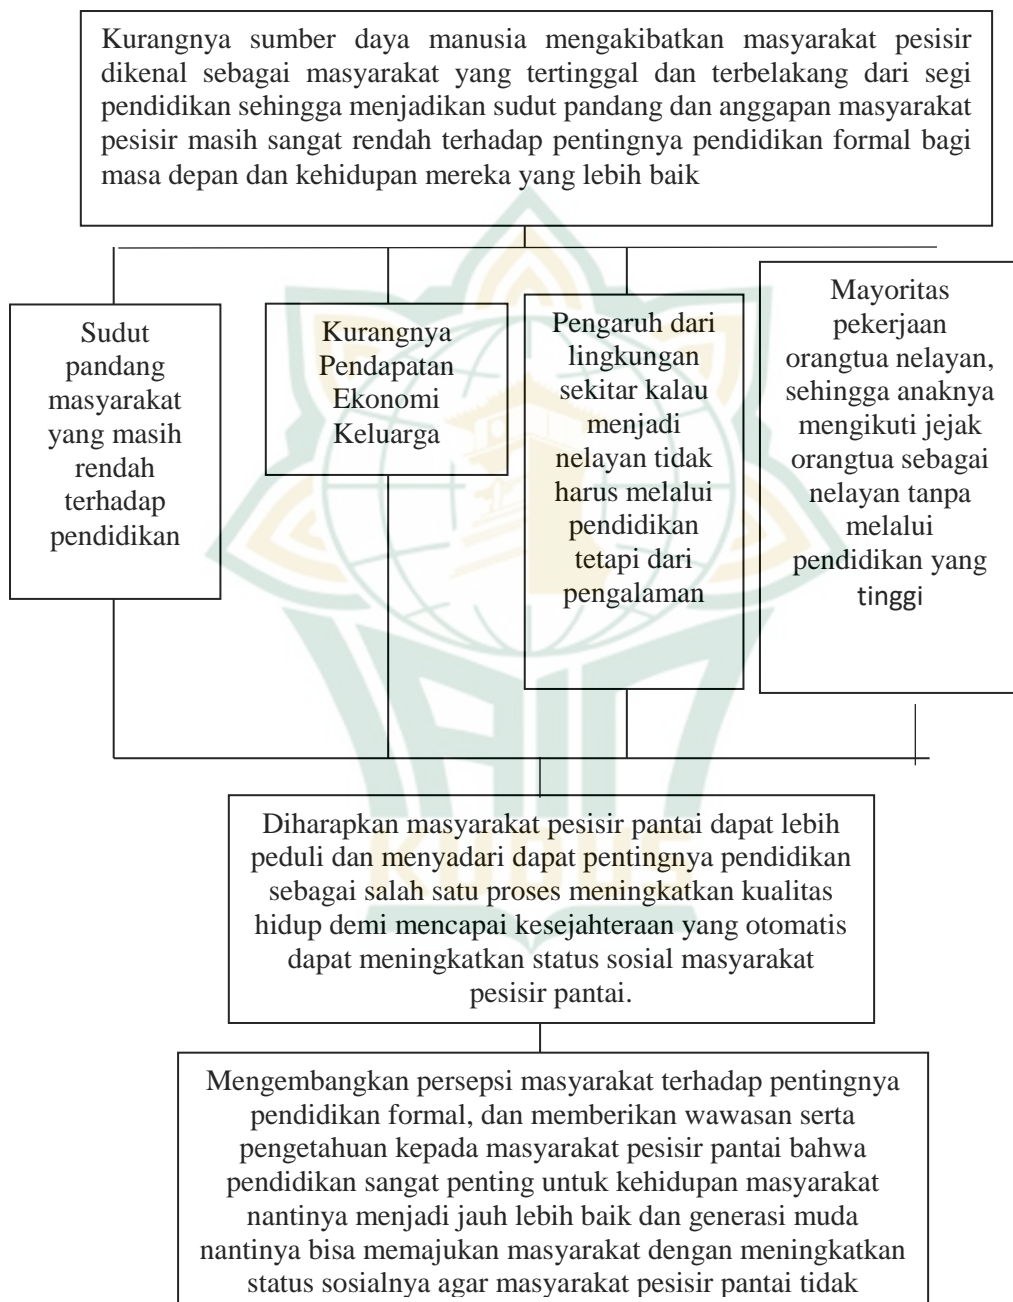 Kurangnya sumber daya manusia mengakibatkan masyarakat pesisir
dikenal sebagai masyarakat yang tertinggal dan terbelakang dari segi
pendidikan sehingga menjadikan sudut pandang dan anggapan masyarakat
pesisir masih sangat rendah terhadap pentingnya pendidikan formal bagi
masa depan dan kehidupan mereka yang lebih baik
Sudut
pandang
masyarakat
yang masih
rendah
terhadap
pendidikan
Kurangnya
Pendapatan
Ekonomi
Keluarga
Pengaruh dari
lingkungan
sekitar kalau
menjadi
nelayan tidak
harus melalui
pendidikan
tetapi dari
pengalaman
Mayoritas
pekerjaan
orangtua nelayan,
sehingga anaknya
mengikuti jejak
orangtua sebagai
nelayan tanpa
melalui
pendidikan yang
tinggi
Diharapkan masyarakat pesisir pantai dapat lebih
peduli dan menyadari dapat pentingnya pendidikan
sebagai salah satu proses meningkatkan kualitas
hidup demi mencapai kesejahteraan yang otomatis
dapat meningkatkan status sosial masyarakat
pesisir pantai.
Mengembangkan persepsi masyarakat terhadap pentingnya
pendidikan formal, dan memberikan wawasan serta
pengetahuan kepada masyarakat pesisir pantai bahwa
pendidikan sangat penting untuk kehidupan masyarakat
nantinya menjadi jauh lebih baik dan generasi muda
nantinya bisa memajukan masyarakat dengan meningkatkan
status sosialnya agar masyarakat pesisir pantai tidak
IAIN
KUDUS